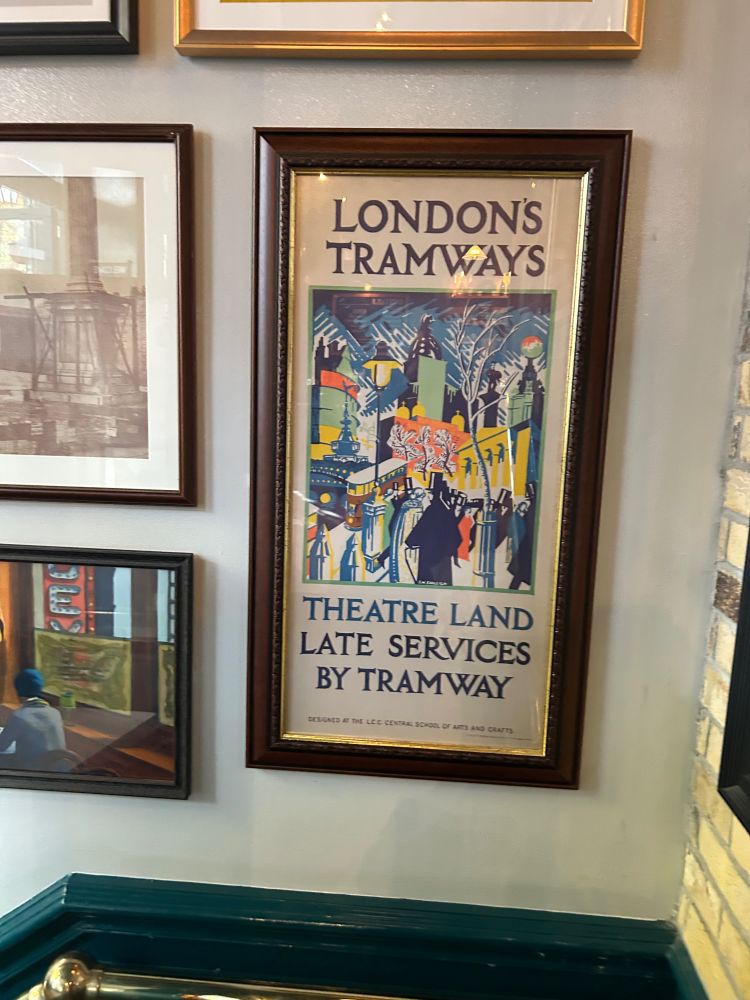 LONDON'S
TRAMWAYS
THEATRE LAND
LATE SERVICES
BY TRAMWAY
DESIGNED AT THE L.C.C. CENTRAL SCHOOL OF ARTS AND CRAFTS